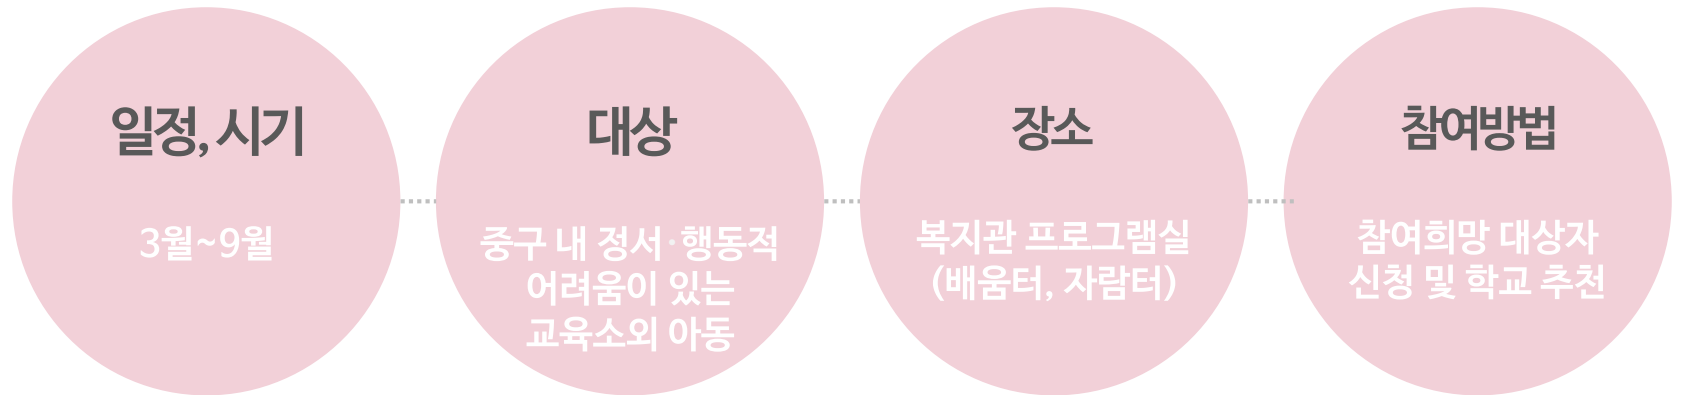 일정, 시기
3월~9월
대상
중구 내 정서·행동적
어려움이 있는
교육소외 아동
장소
복지관 프로그램실
(배움터, 자람터)
참여방법
참여희망 대상자
신청 및 학교 추천